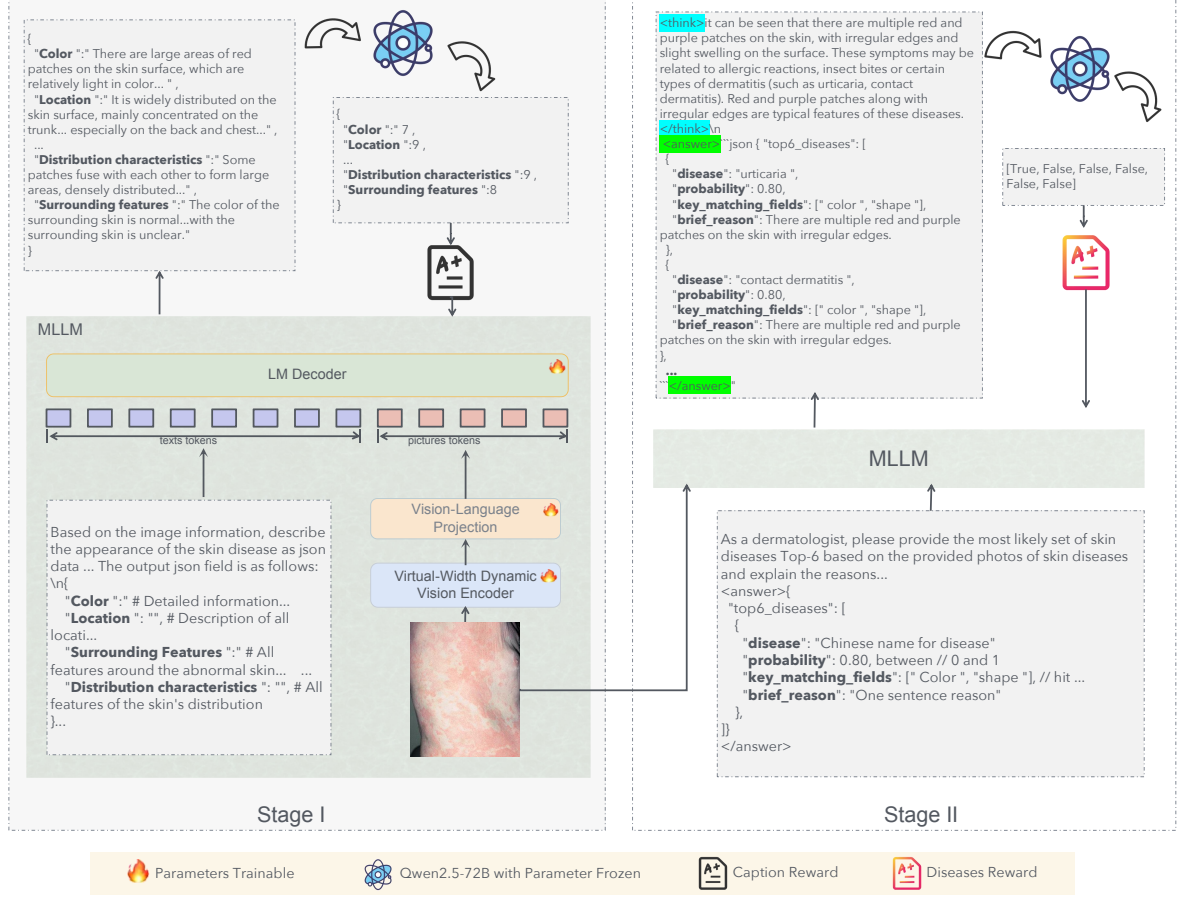 {
"Color ":" There are large areas of red
patches on the skin surface, which are
relatively light in color... " ,
"Location ":" It is widely distributed on the
skin surface, mainly concentrated on the
trunk... especially on the back and chest..." ,
...
"Distribution characteristics ":" Some
patches fuse with each other to form large
areas, densely distributed..." ,
"Surrounding features ":" The color of the
surrounding skin is normal...with the
surrounding skin is unclear."
}
{
"Color ":" 7 ,
"Location ":9 ,
...
"Distribution characteristics ":9 ,
"Surrounding features ":8
}
A+
MLLM
LM Decoder
texts tokens
pictures tokens
Based on the image information, describe
the appearance of the skin disease as json
data ... The output json field is as follows:
\n{
"Color ":" # Detailed information...
"Location ": "", # Description of all
locati...
"Surrounding Features ":" # All
features around the abnormal skin... ...
"Distribution characteristics ": "", # All
features of the skin's distribution
}...
Vision-Language
Projection
Virtual-Width Dynamic
Vision Encoder
Stage I
<think>it can be seen that there are multiple red and
purple patches on the skin, with irregular edges and
slight swelling on the surface. These symptoms may be
related to allergic reactions, insect bites or certain
types of dermatitis (such as urticaria, contact
dermatitis). Red and purple patches along with
irregular edges are typical features of these diseases.
</think>\n
<answer>```json { "top6_diseases": [
{
"disease": "urticaria ",
"probability": 0.80,
"key_matching_fields": [" color ", "shape "],
"brief_reason": There are multiple red and purple
patches on the skin with irregular edges.
},
{
"disease": "contact dermatitis ",
"probability": 0.80,
"key_matching_fields": [" color ", "shape "],
"brief_reason": There are multiple red and purple
patches on the skin with irregular edges.
},
...
```</answer>"
[True, False, False, False,
False, False]
A+
MLLM
As a dermatologist, please provide the most likely set of skin
diseases Top-6 based on the provided photos of skin diseases
and explain the reasons...
<answer>{
"top6_diseases": [
{
"disease": "Chinese name for disease"
"probability": 0.80, between // 0 and 1
"key_matching_fields": [" Color ", "shape "], // hit ...
"brief_reason": "One sentence reason"
},
]}
</answer>
Stage II
Parameters Trainable
Qwen2.5-72B with Parameter Frozen
A+ Caption Reward
A+ Diseases Reward